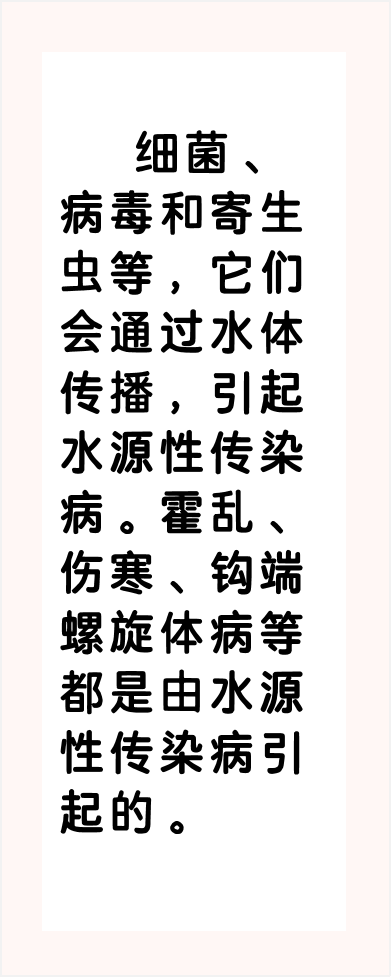 细菌、
病毒和寄生
虫等，它们
会通过水体
传播，引起
水源性传染
病。霍乱、
伤寒、钩端
螺旋体病等
都是由水源
性传染病引
起的。